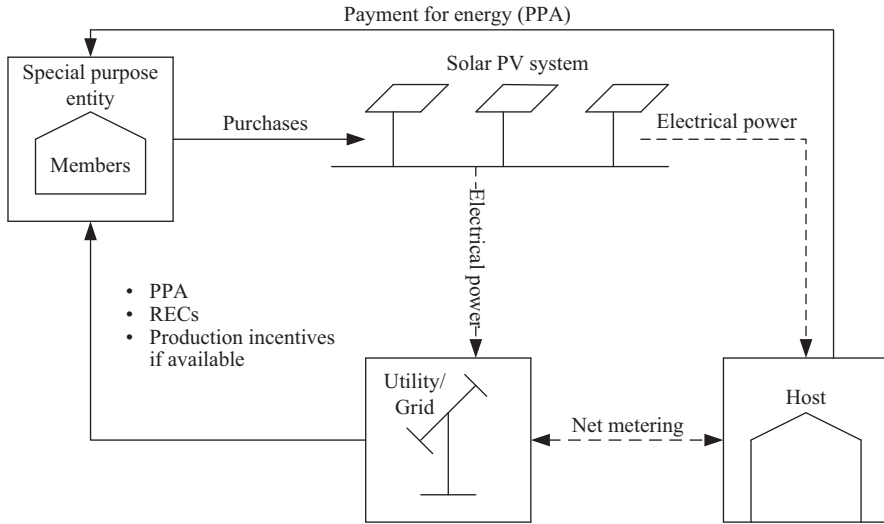 Payment for energy (PPA)
Special purpose
entity
Members
Purchases
Solar PV system
Electrical power
Electrical power
• PPA
• RECs
• Production incentives
if available
Utility/
Grid
Net metering
Host